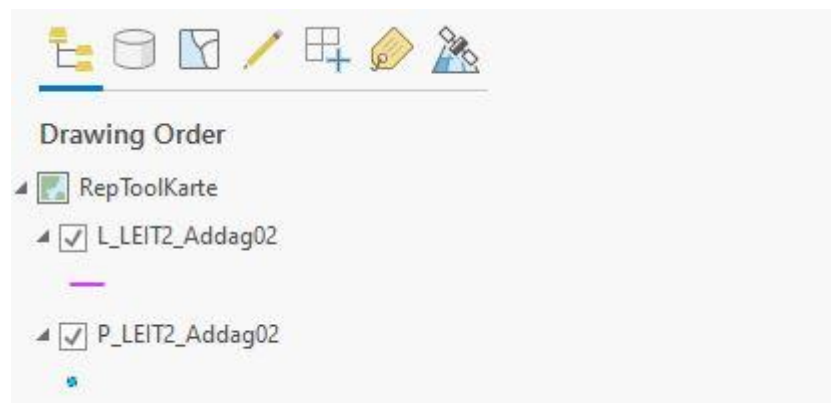 Drawing Order
RepToolKarte
L_LEIT2_Addag02
P_LEIT2_Addag02